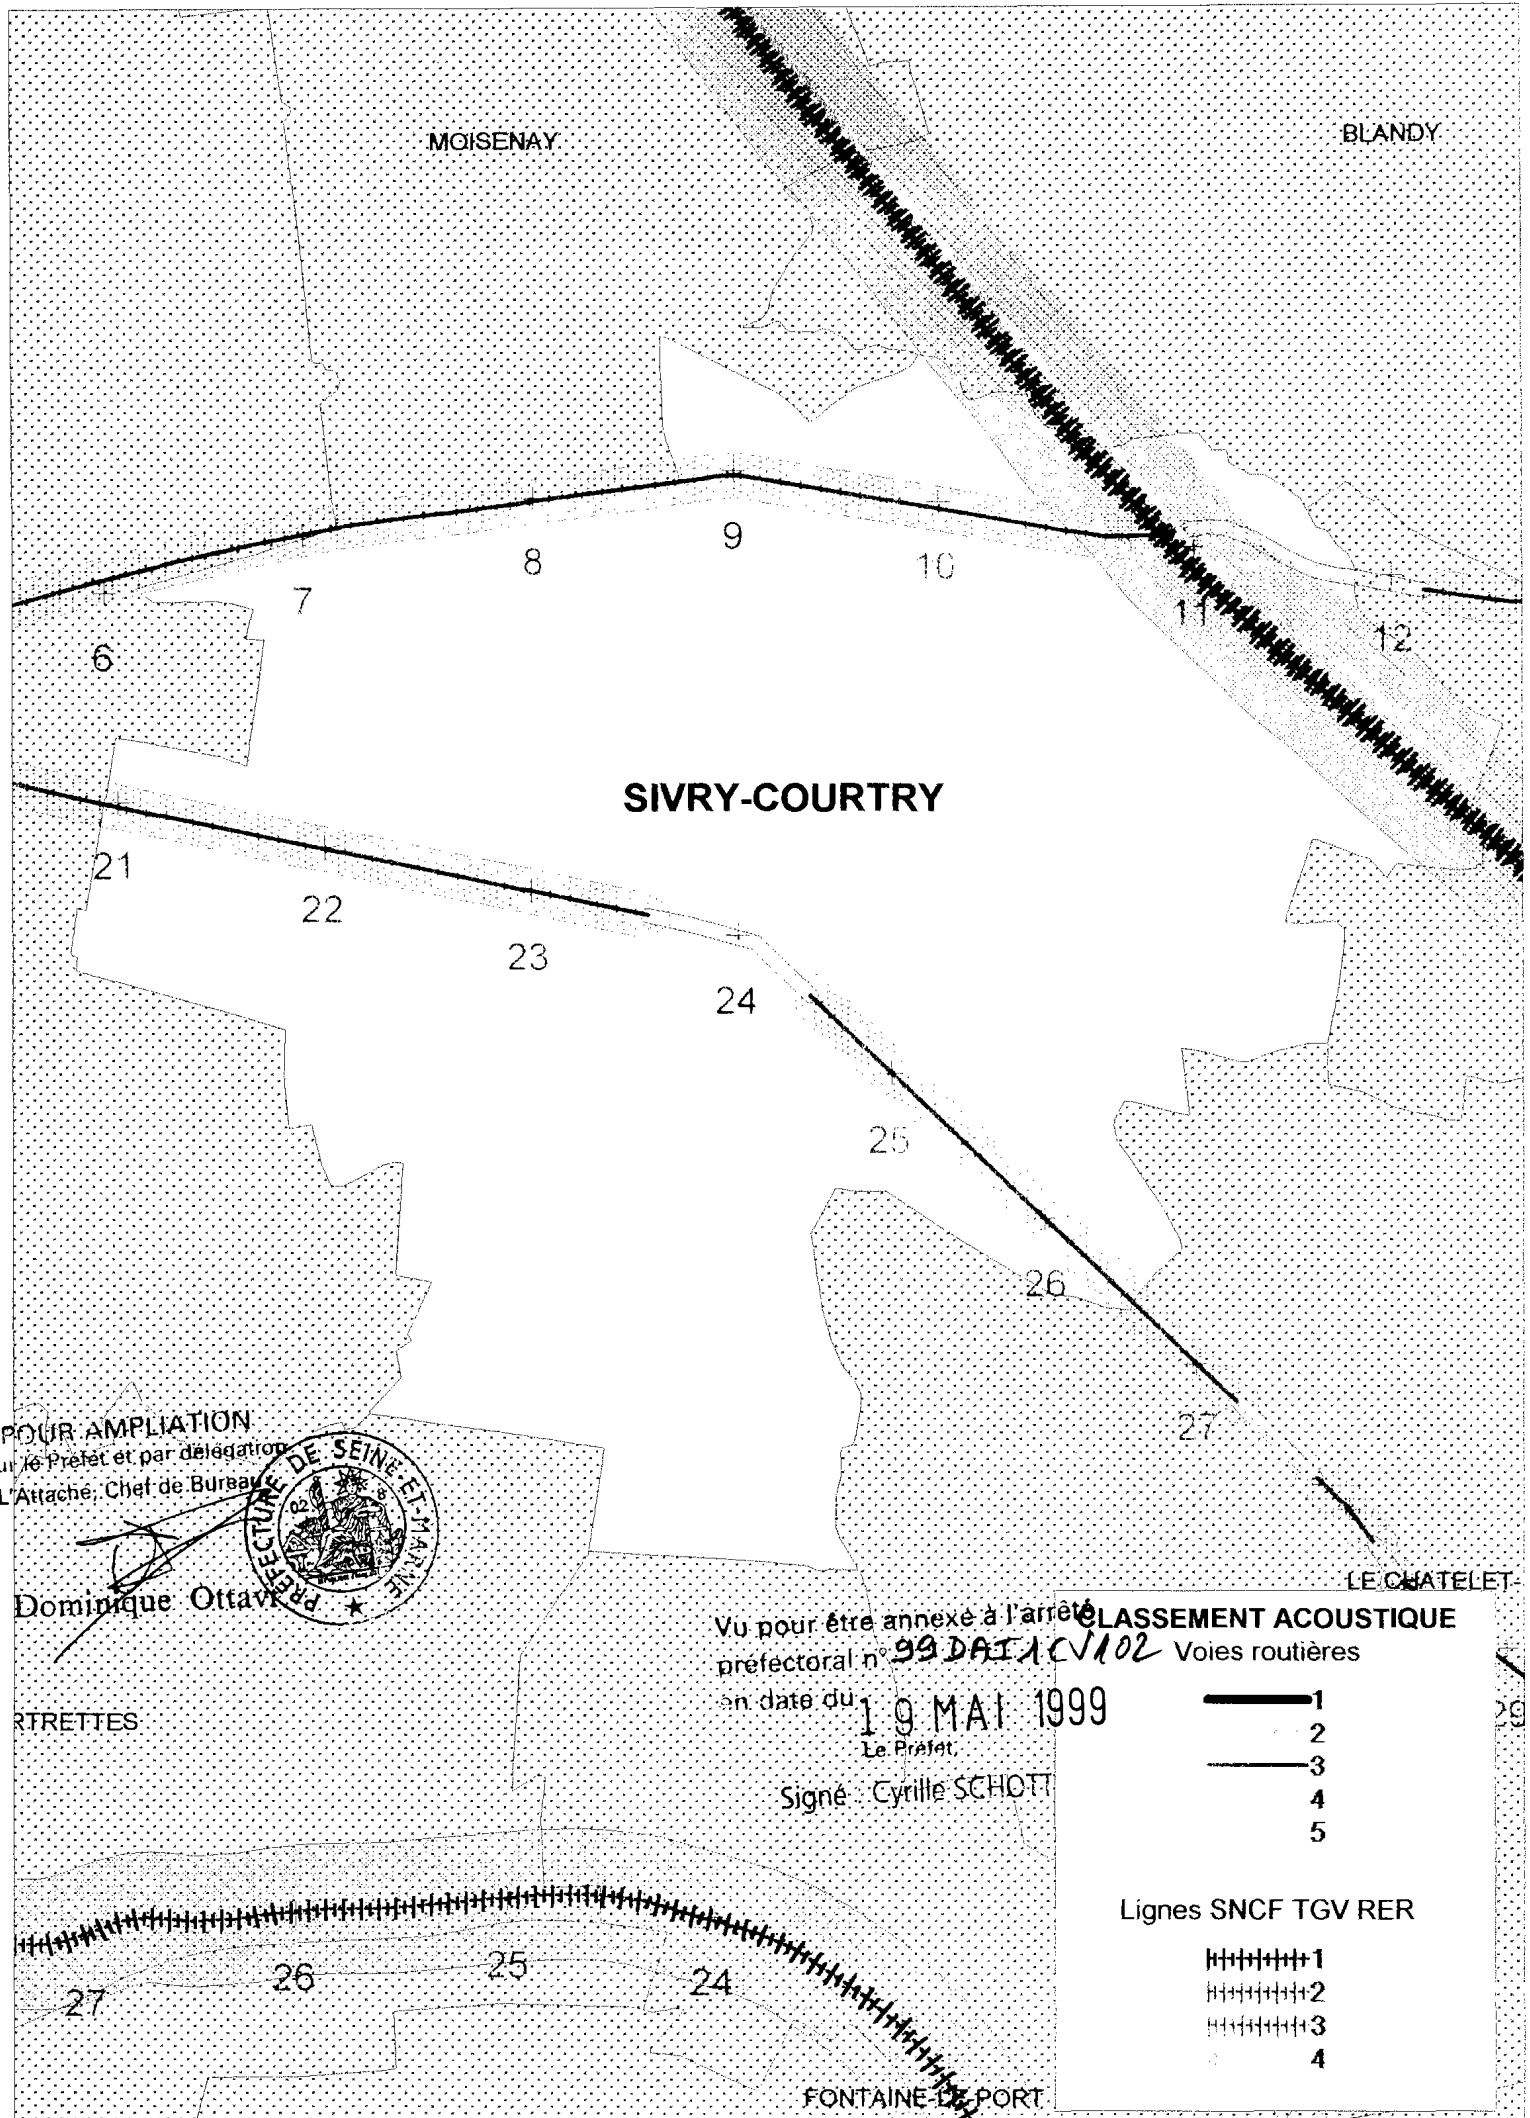 MOISENAY
BLANDY
6
7
8
9
10
11
12
SIVRY-COURTRY
21
22
23
24
25
26
27
POUR AMPLIATION
le Préfet et par délégation
L'Attaché, Chef de Bureau
PREFECTURE DE SEINE-ET-MARNE
Dominique Ottavi
LE CHATELET-
Vu pour être annexé à l'arrêté
préfectoral n° 99 DAI 1 CV 102
en date du 19 MAI 1999
Le Préfet,
Signé : Cyrille SCHOTT
CLASSEMENT ACOUSTIQUE
Voies routières
1
2
3
4
5
Lignes SNCF TGV RER
1
2
3
4
29
RTRETTES
27
26
25
24
FONTAINE-LE-PORT